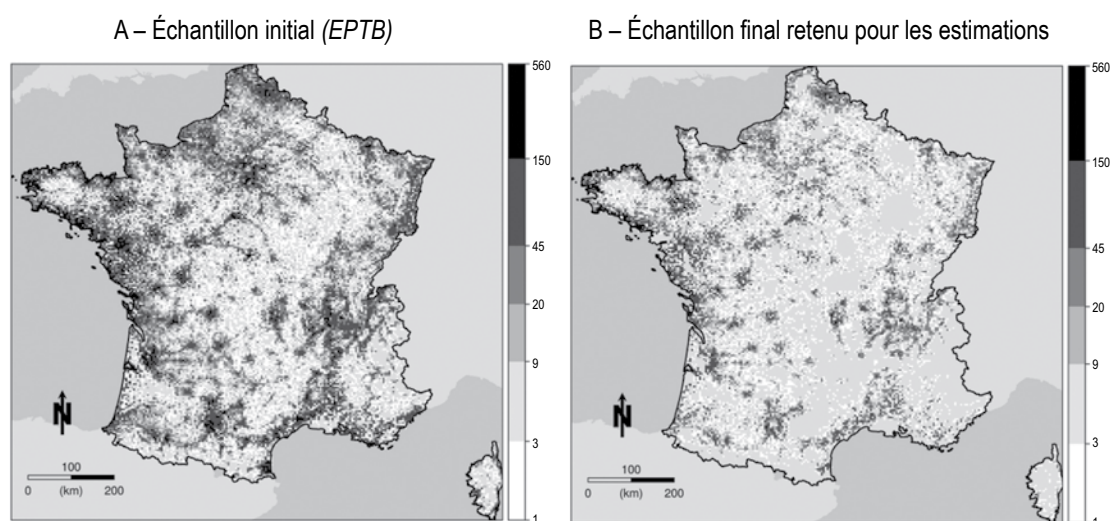 A – Échantillon initial (EPTB)
560
150
45
20
9
3
1
N
100
0 (km) 200
B – Échantillon final retenu pour les estimations
560
150
45
20
9
3
1
N
100
0 (km) 200